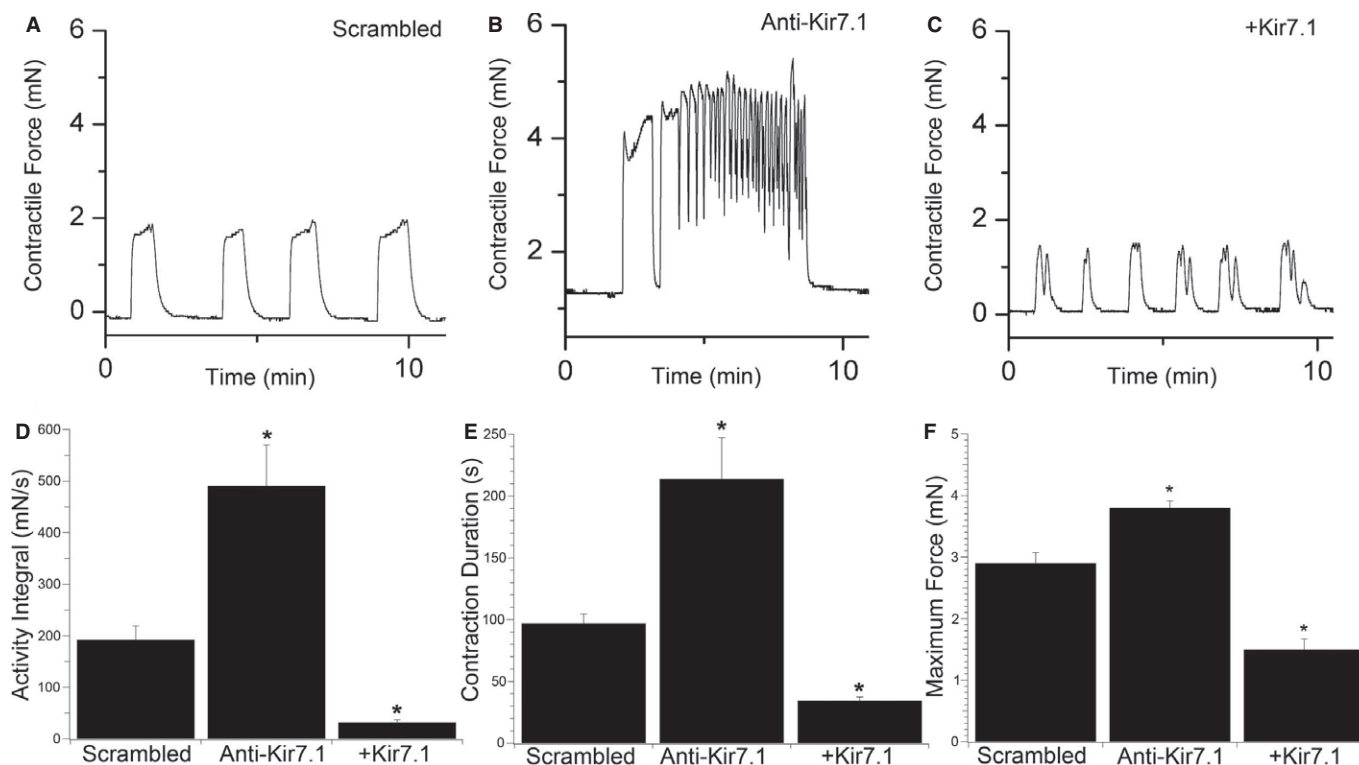 A
Scrambled
Contractile Force (mN)
6
4
2
0
0
10
Time (min)
B
Anti-Kir7.1
Contractile Force (mN)
6
4
2
0
10
Time (min)
C
+Kir7.1
Contractile Force (mN)
6
4
2
0
0
10
Time (min)
D
Activity Integral (mN/s)
600
500
400
300
200
100
0
*
*
Scrambled
Anti-Kir7.1
+Kir7.1
E
Contraction Duration (s)
250
200
150
100
50
0
*
*
Scrambled
Anti-Kir7.1
+Kir7.1
F
Maximum Force (mN)
5
4
3
2
1
0
*
*
Scrambled
Anti-Kir7.1
+Kir7.1